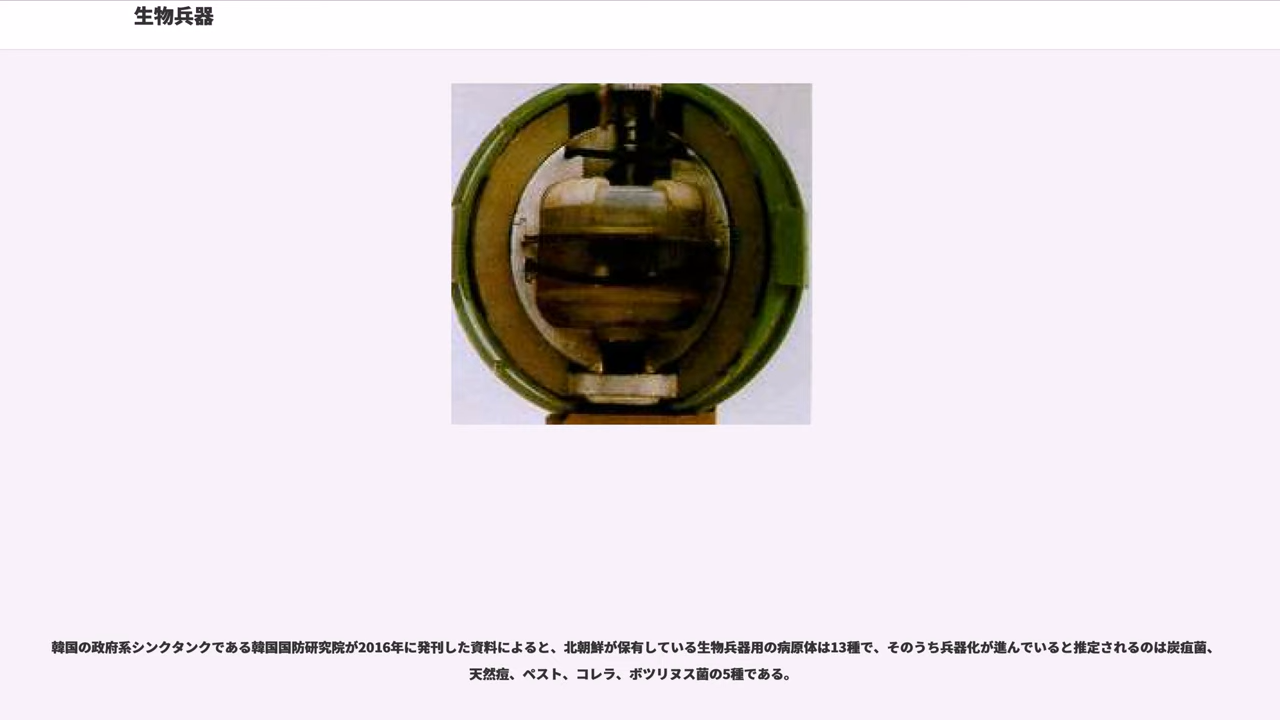 生物兵器
韓国の政府系シンクタンクである韓国国防研究院が2016年に発刊した資料によると、北朝鮮が保有している生物兵器用の病原体は13種で、そのうち兵器化が進んでいると推定されるのは炭疽菌、
天然痘、ペスト、コレラ、ボツリヌス菌の5種である。